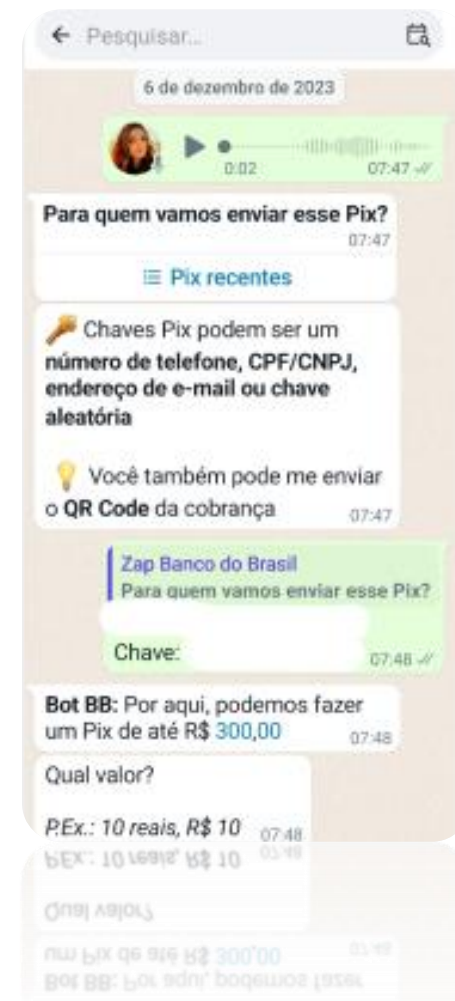 Pesquisar...
6 de dezembro de 2023
0:02
07:47
Para quem vamos enviar esse Pix?
07:47
Pix recentes
Chaves Pix podem ser um
número de telefone, CPF/CNPJ,
endereço de e-mail ou chave
aleatória
Você também pode me enviar
o QR Code da cobrança
07:47
Zap Banco do Brasil
Para quem vamos enviar esse Pix?
Chave:
07:48
Bot BB: Por aqui, podemos fazer
um Pix de até R$ 300,00
07:48
Qual valor?
P.Ex.: 10 reais, R$ 10
07:48